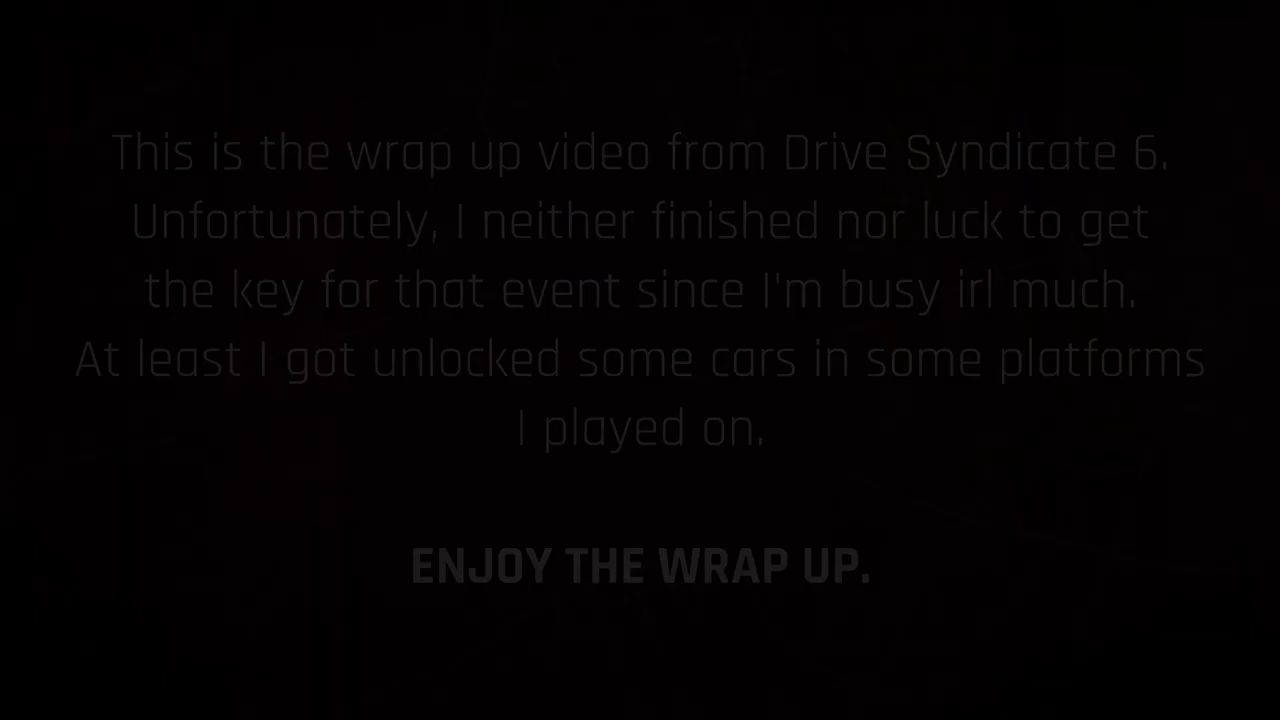 This is the wrap up video from Drive Syndicate 6.
Unfortunately, I neither finished nor luck to get
the key for that event since I'm busy irl much.
At least I got unlocked some cars in some platforms
I played on.
ENJOY THE WRAP UP.